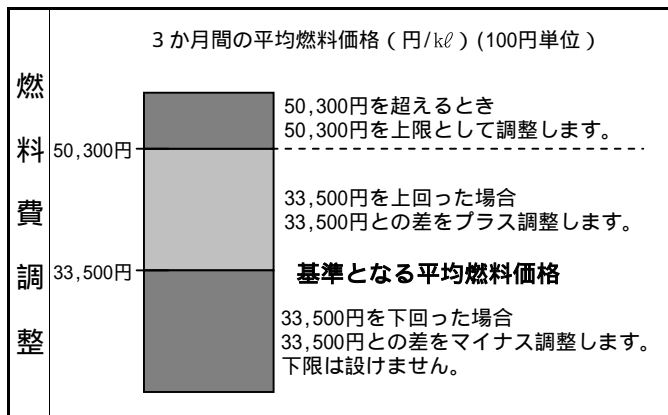 燃料費調整
3か月間の平均燃料価格(円/kℓ)(100円単位)
50,300円を超えるとき
50,300円を上限として調整します。
50,300円
33,500円を上回った場合
33,500円との差をプラス調整します。
33,500円
基準となる平均燃料価格
33,500円を下回った場合
33,500円との差をマイナス調整します。
下限は設けません。